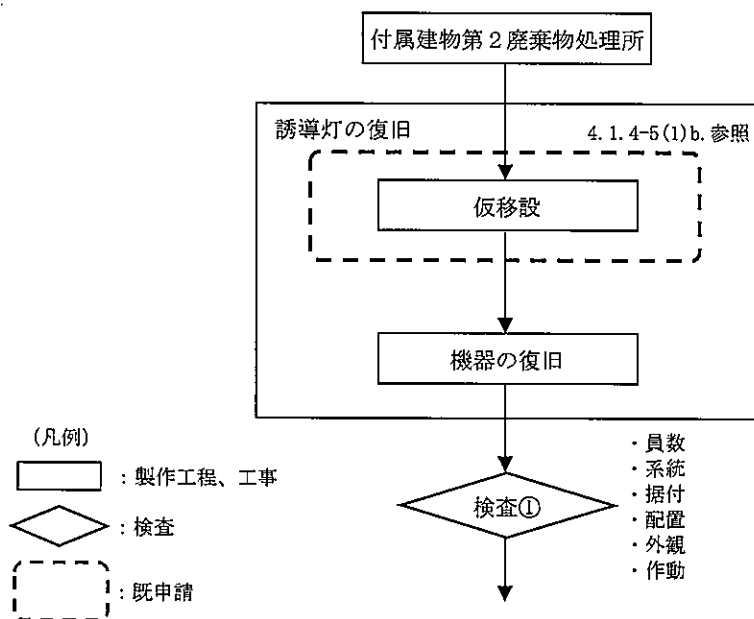 付属建物第2廃棄物処理所
誘導灯の復旧
4.1.4-5(1)b.参照
仮移設
機器の復旧
検査①
・員数
・系統
・据付
・配置
・外観
・作動
(凡例)
：製作工程、工事
：検査
：既申請